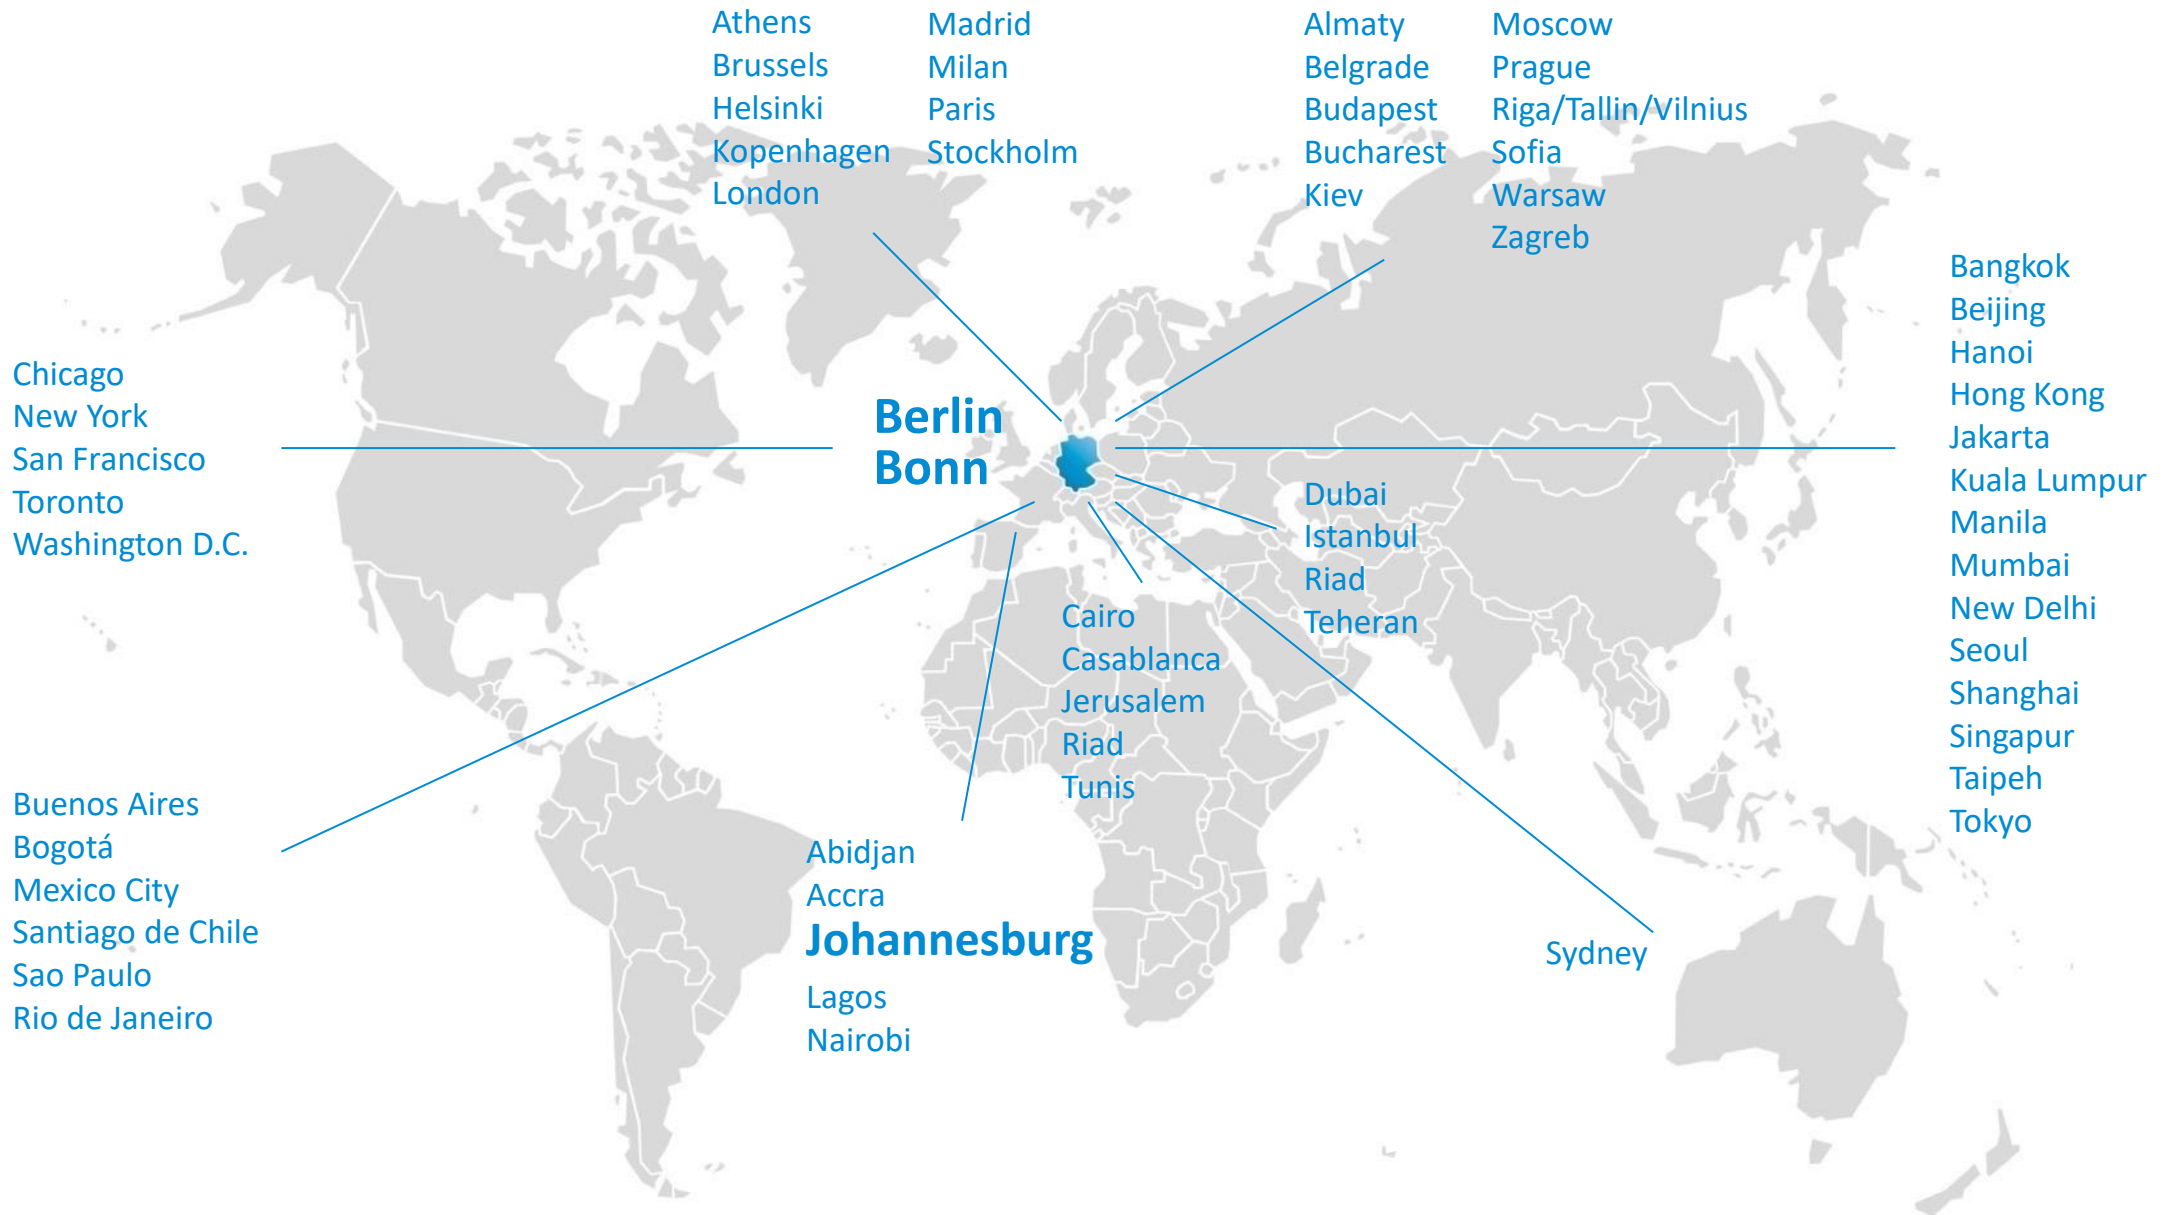 Athens
Brussels
Helsinki
Kopenhagen
London
Madrid
Milan
Paris
Stockholm
Almaty
Belgrade
Budapest
Bucharest
Kiev
Moscow
Prague
Riga/Tallin/Vilnius
Sofia
Warsaw
Zagreb
Bangkok
Beijing
Hanoi
Hong Kong
Jakarta
Kuala Lumpur
Manila
Mumbai
New Delhi
Seoul
Shanghai
Singapur
Taipeh
Tokyo
Chicago
New York
San Francisco
Toronto
Washington D.C.
Berlin
Bonn
Dubai
Istanbul
Riad
Teheran
Cairo
Casablanca
Jerusalem
Riad
Tunis
Buenos Aires
Bogotá
Mexico City
Santiago de Chile
Sao Paulo
Rio de Janeiro
Abidjan
Accra
Johannesburg
Lagos
Nairobi
Sydney